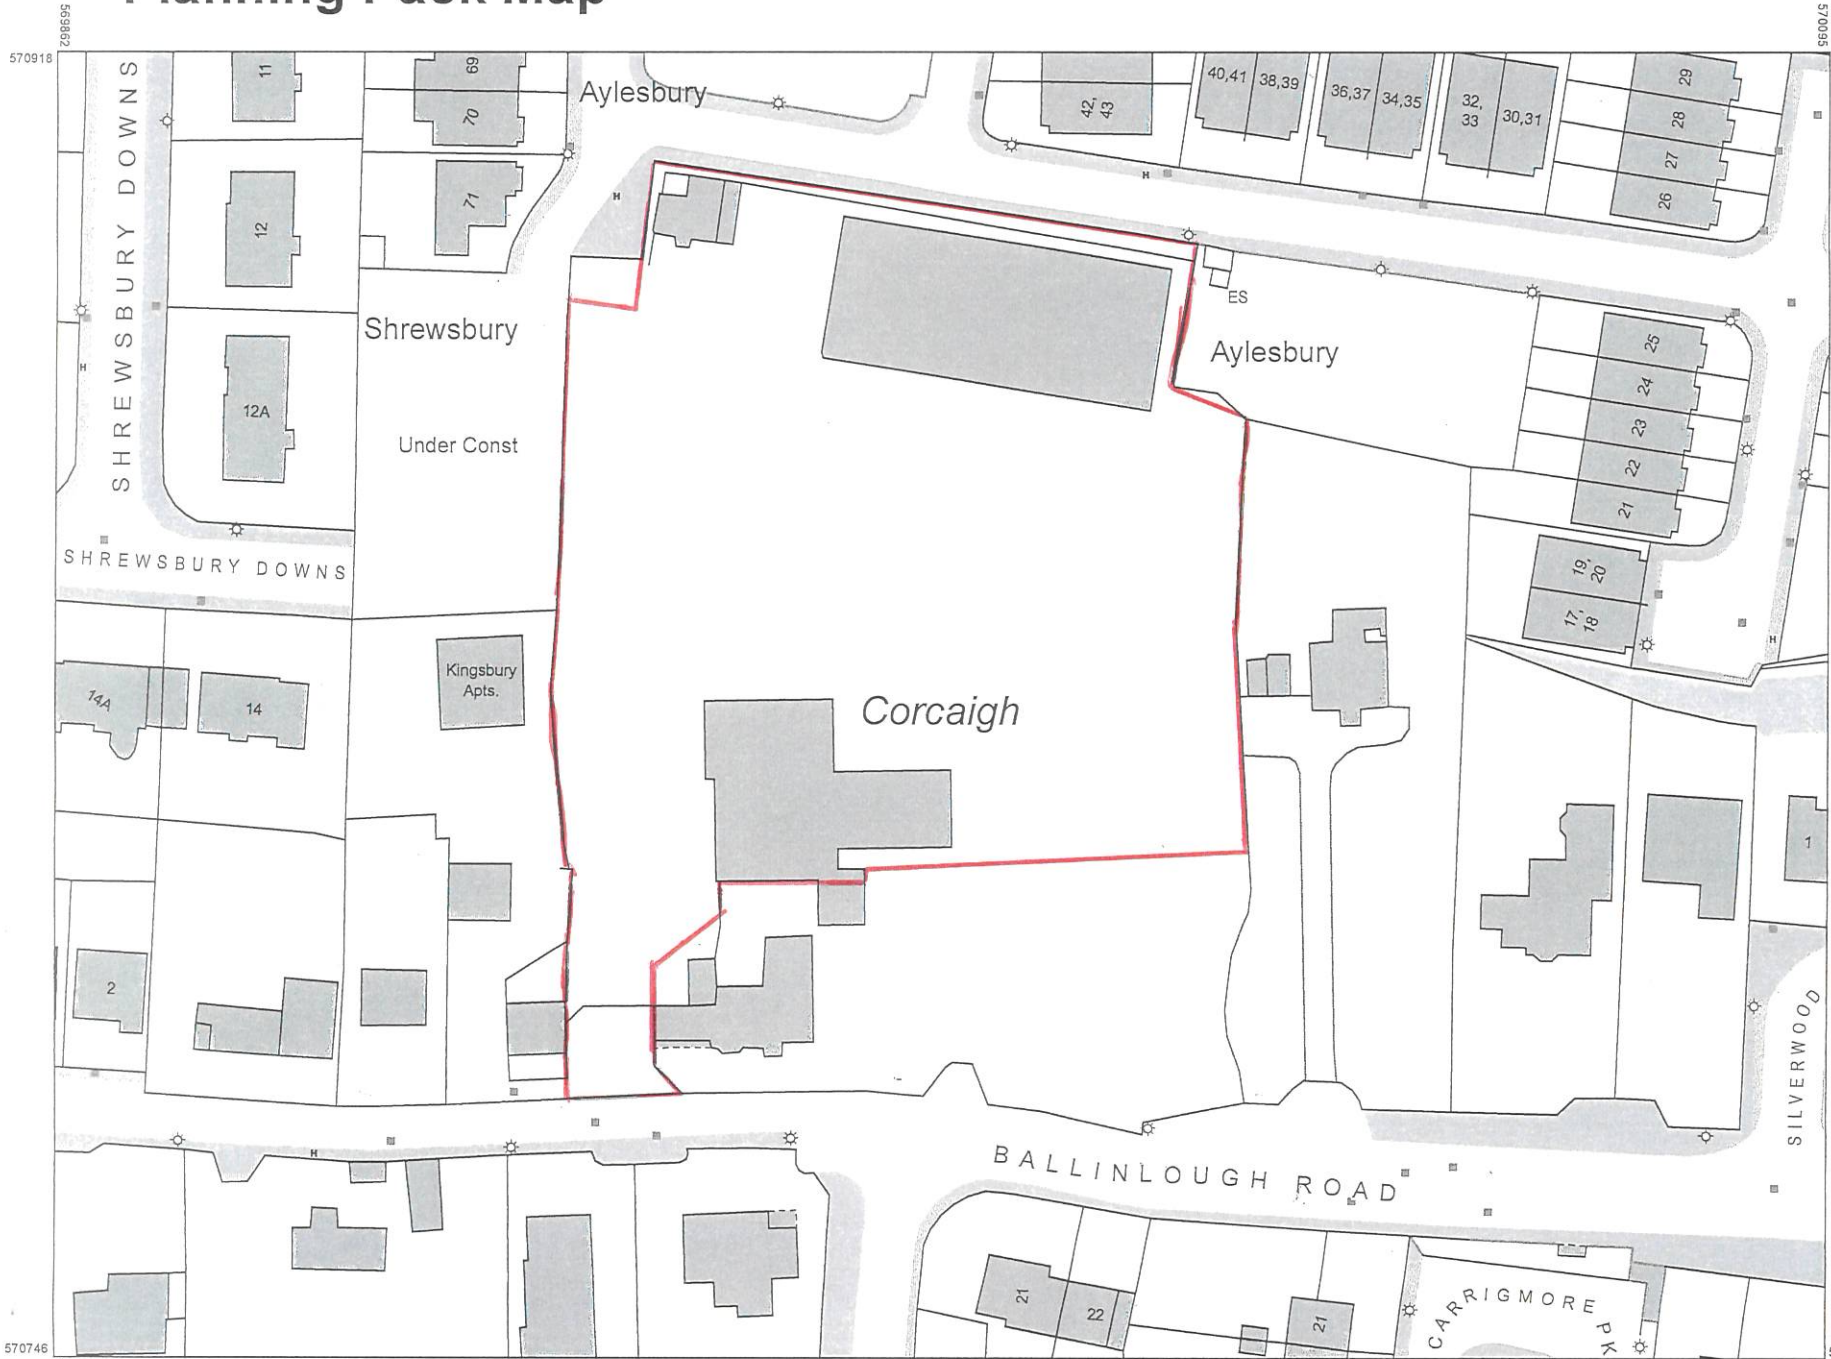 Planning Pack Map
569862
570095
570918
SHREWSBURY DOWNS
11
69
70
Aylesbury
42,
43
40,41
38,39
36,37
34,35
32,
33
30,31
29
28
27
26
H
12
71
H
ES
Shrewsbury
Aylesbury
25
24
23
22
21
H
12A
Under Const
SHREWSBURY DOWNS
19,
20
17,
18
H
Kingsbury
Apts.
14A
14
Corcaigh
1
2
SILVERWOOD
H
BALLINLOUGH ROAD
21
22
21
CARRIGMORE PK
570746